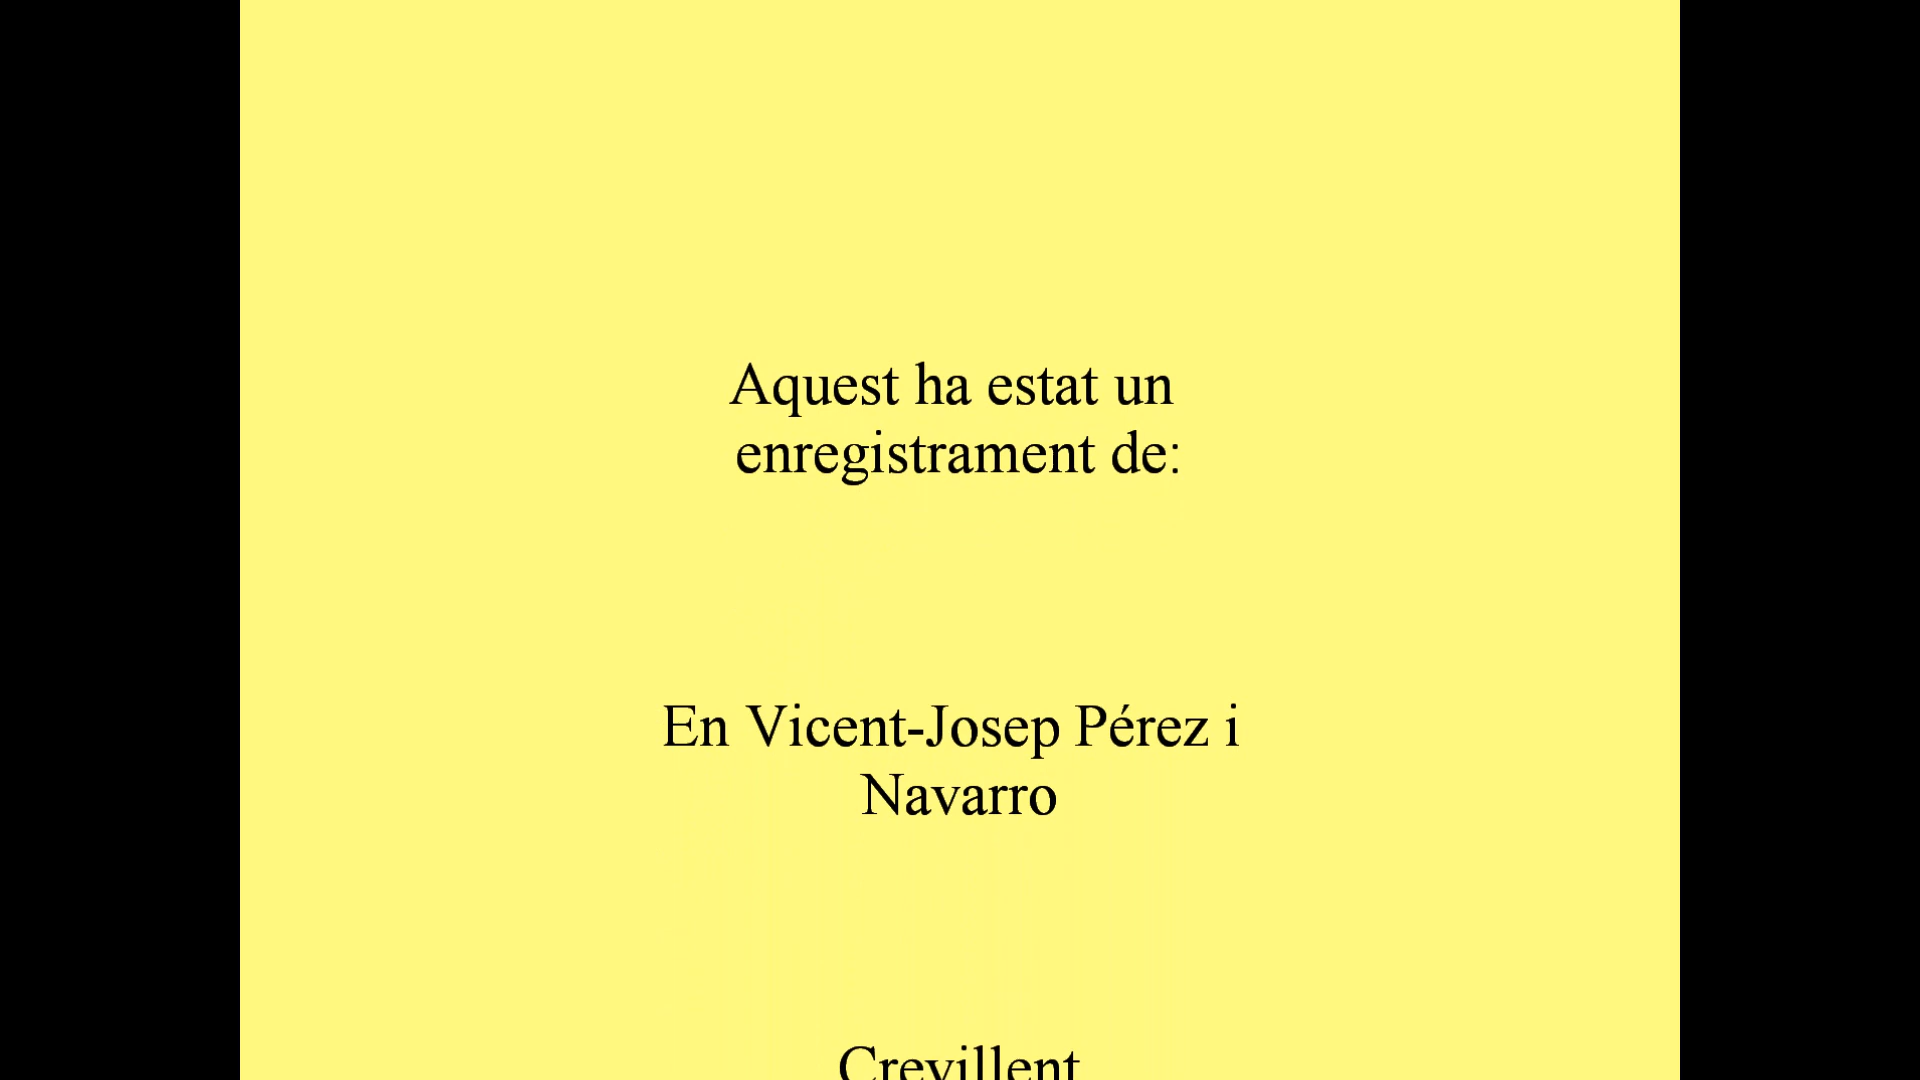 Aquest ha estat un
enregistrament de:
En Vicent-Josep Pérez i
Navarro
Crevillent